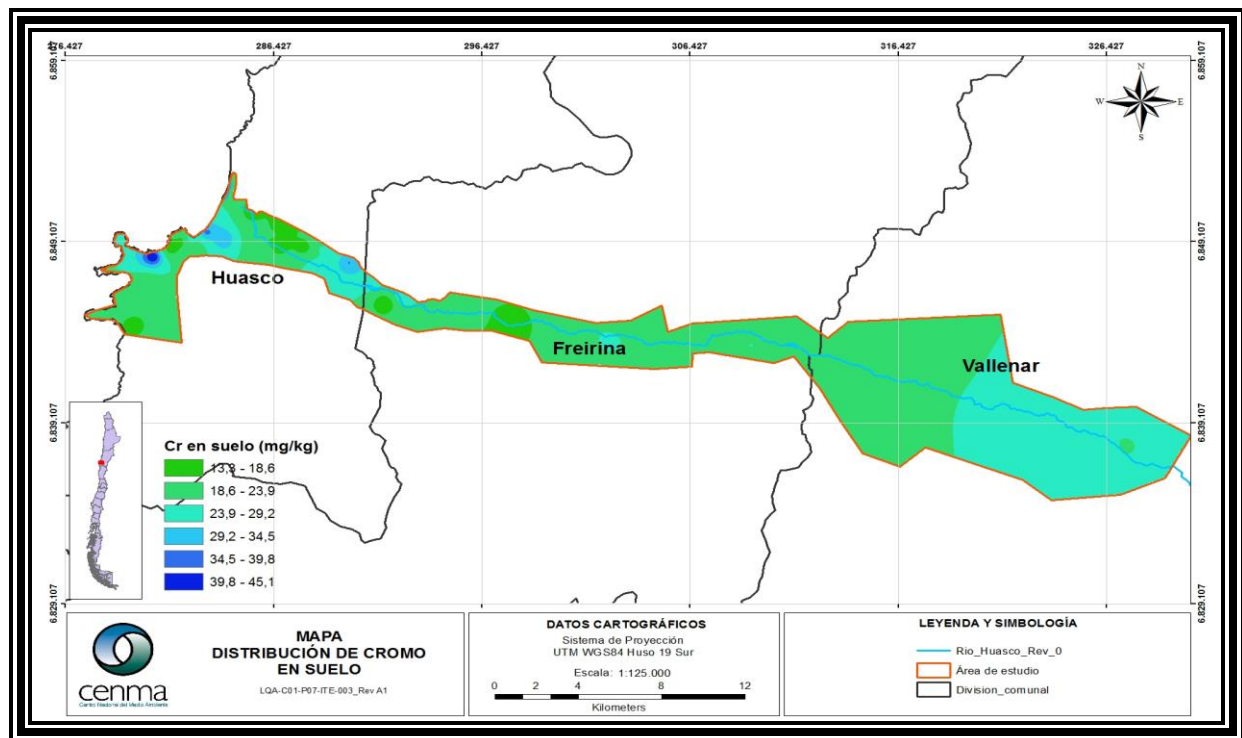 276.427 286.427 296.427 306.427 316.427 326.427
6.859.107 6.859.107
N
W E
S
6.849.107 6.849.107
Huasco
Freirina
Vallenar
6.839.107 6.839.107
Cr en suelo (mg/kg)
13,3 - 18,6
18,6 - 23,9
23,9 - 29,2
29,2 - 34,5
34,5 - 39,8
39,8 - 45,1
6.829.107 6.829.107
cenma
Centro Nacional del Medio Ambiente
MAPA
DISTRIBUCIÓN DE CROMO
EN SUELO
LQA-C01-P07-ITE-003_Rev A1
DATOS CARTOGRÁFICOS
Sistema de Proyección
UTM WGS84 Huso 19 Sur
Escala: 1:125.000
0 2 4 8 12
Kilometers
LEYENDA Y SIMBOLOGÍA
Rio_Huasco_Rev_0
Área de estudio
Division_comunal